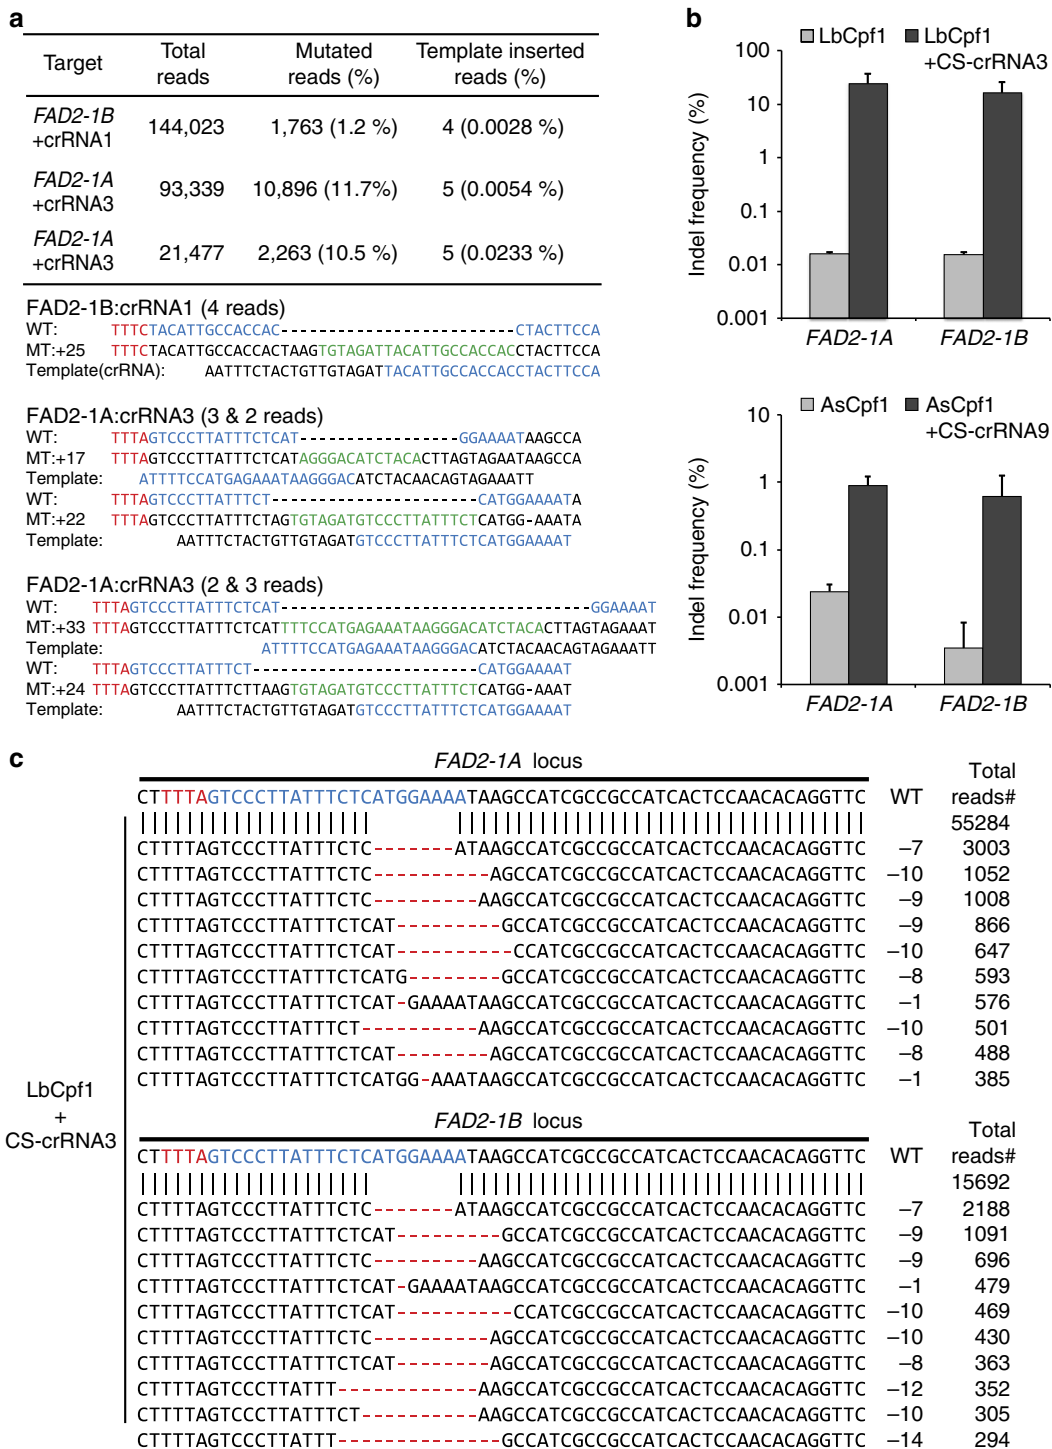 a
Target Total reads Mutated reads (%) Template inserted reads (%)
FAD2-1B +crRNA1 144,023 1,763 (1.2 %) 4 (0.0028 %)
FAD2-1A +crRNA3 93,339 10,896 (11.7%) 5 (0.0054 %)
FAD2-1A +crRNA3 21,477 2,263 (10.5 %) 5 (0.0233 %)
FAD2-1B:crRNA1 (4 reads)
WT: TTTCTACATTGCCACCAC--------------------CTACTTCCA
MT:+25 TTTCTACATTGCCACCACTAAGTGTAGATTACATTGCCACCACCTACTTCCA
Template(crRNA): AATTTCTACTGTTGTAGATTACATTGCCACCACCTACTTCCA
FAD2-1A:crRNA3 (3 & 2 reads)
WT: TTTAGTCCCTTATTTCTCAT-----------------GGAAAATAAGCCA
MT:+17 TTTAGTCCCTTATTTCTCATAGGGACATCTACACTTAGTAGAATAAGCCA
Template: ATTTTCCATGAGAAATAAGGGACATCTACAACAGTAGAAATT
WT: TTTAGTCCCTTATTTCT----------------------CATGGAAAATA
MT:+22 TTTAGTCCCTTATTTCTAGTGTAGATGTCCCTTATTTCTCATGG-AAATA
Template: AATTTCTACTGTTGTAGATGTCCCTTATTTCTCATGGAAAAT
FAD2-1A:crRNA3 (2 & 3 reads)
WT: TTTAGTCCCTTATTTCTCAT---------------------------------GGAAAAT
MT:+33 TTTAGTCCCTTATTTCTCATTTTCCATGAGAAATAAGGGACATCTACACTTAGTAGAAAT
Template: ATTTTCCATGAGAAATAAGGGACATCTACAACAGTAGAAATT
WT: TTTAGTCCCTTATTTCT------------------------CATGGAAAAT
MT:+24 TTTAGTCCCTTATTTCTTAAGTGTAGATGTCCCTTATTTCTCATGG-AAAT
Template: AATTTCTACTGTTGTAGATGTCCCTTATTTCTCATGGAAAAT
b
LbCpf1 LbCpf1 +CS-crRNA3
Indel frequency (%)
100
10
1
0.1
0.01
0.001
FAD2-1A FAD2-1B
AsCpf1 AsCpf1 +CS-crRNA9
Indel frequency (%)
10
1
0.1
0.01
0.001
FAD2-1A FAD2-1B
c
FAD2-1A locus
Total reads#
CTTTTAGTCCCTTATTTCTCATGGAAAATAAGCCATCGCCGCCATCACTCCAACACAGGTTC WT
55284
CTTTTAGTCCCTTATTTCTC-------ATAAGCCATCGCCGCCATCACTCCAACACAGGTTC –7 3003
CTTTTAGTCCCTTATTTCTC----------AGCCATCGCCGCCATCACTCCAACACAGGTTC –10 1052
CTTTTAGTCCCTTATTTCTC---------AAGCCATCGCCGCCATCACTCCAACACAGGTTC –9 1008
CTTTTAGTCCCTTATTTCTCAT---------GCCATCGCCGCCATCACTCCAACACAGGTTC –9 866
CTTTTAGTCCCTTATTTCTCAT----------CCATCGCCGCCATCACTCCAACACAGGTTC –10 647
CTTTTAGTCCCTTATTTCTCATG--------GCCATCGCCGCCATCACTCCAACACAGGTTC –8 593
CTTTTAGTCCCTTATTTCTCAT-GAAAATAAGCCATCGCCGCCATCACTCCAACACAGGTTC –1 576
CTTTTAGTCCCTTATTTCT----------AAGCCATCGCCGCCATCACTCCAACACAGGTTC –10 501
CTTTTAGTCCCTTATTTCTCAT--------AGCCATCGCCGCCATCACTCCAACACAGGTTC –8 488
CTTTTAGTCCCTTATTTCTCATGG-AAATAAGCCATCGCCGCCATCACTCCAACACAGGTTC –1 385
LbCpf1
+
CS-crRNA3
FAD2-1B locus
Total reads#
CTTTTAGTCCCTTATTTCTCATGGAAAATAAGCCATCGCCGCCATCACTCCAACACAGGTTC WT
15692
CTTTTAGTCCCTTATTTCTC-------ATAAGCCATCGCCGCCATCACTCCAACACAGGTTC –7 2188
CTTTTAGTCCCTTATTTCTCAT---------GCCATCGCCGCCATCACTCCAACACAGGTTC –9 1091
CTTTTAGTCCCTTATTTCTC---------AAGCCATCGCCGCCATCACTCCAACACAGGTTC –9 696
CTTTTAGTCCCTTATTTCTCAT-GAAAATAAGCCATCGCCGCCATCACTCCAACACAGGTTC –1 479
CTTTTAGTCCCTTATTTCTCAT----------CCATCGCCGCCATCACTCCAACACAGGTTC –10 469
CTTTTAGTCCCTTATTTCTC----------AGCCATCGCCGCCATCACTCCAACACAGGTTC –10 430
CTTTTAGTCCCTTATTTCTCAT--------AGCCATCGCCGCCATCACTCCAACACAGGTTC –8 363
CTTTTAGTCCCTTATTT------------AAGCCATCGCCGCCATCACTCCAACACAGGTTC –12 352
CTTTTAGTCCCTTATTTCT----------AAGCCATCGCCGCCATCACTCCAACACAGGTTC –10 305
CTTTTAGTCCCTTATTT--------------GCCATCGCCGCCATCACTCCAACACAGGTTC –14 294